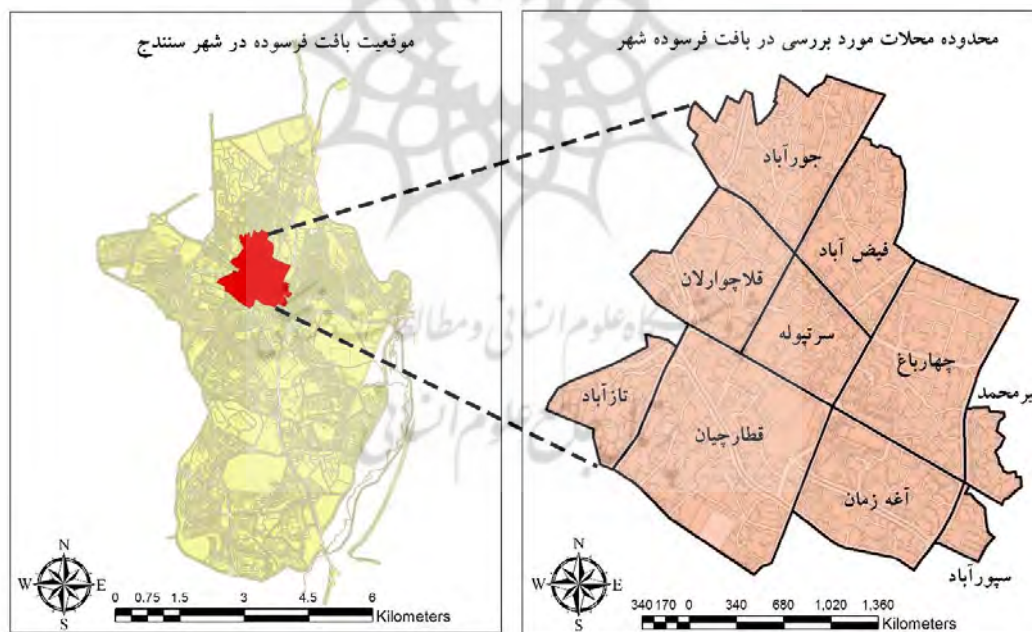 محدوده محلات مورد بررسی در بافت فرسوده شهر
جورآباد
فیض آباد
قلاچوارلان
سرتپوله
چهارباغ
تازآباد
قطارچیان
یرمحمد
آغه زمان
سپورآباد
N
W E
S
340 170 0 340 680 1,020 1,360
Kilometers
موقعیت بافت فرسوده در شهر سنندج
N
W E
S
0 0.75 1.5 3 4.5 6
Kilometers